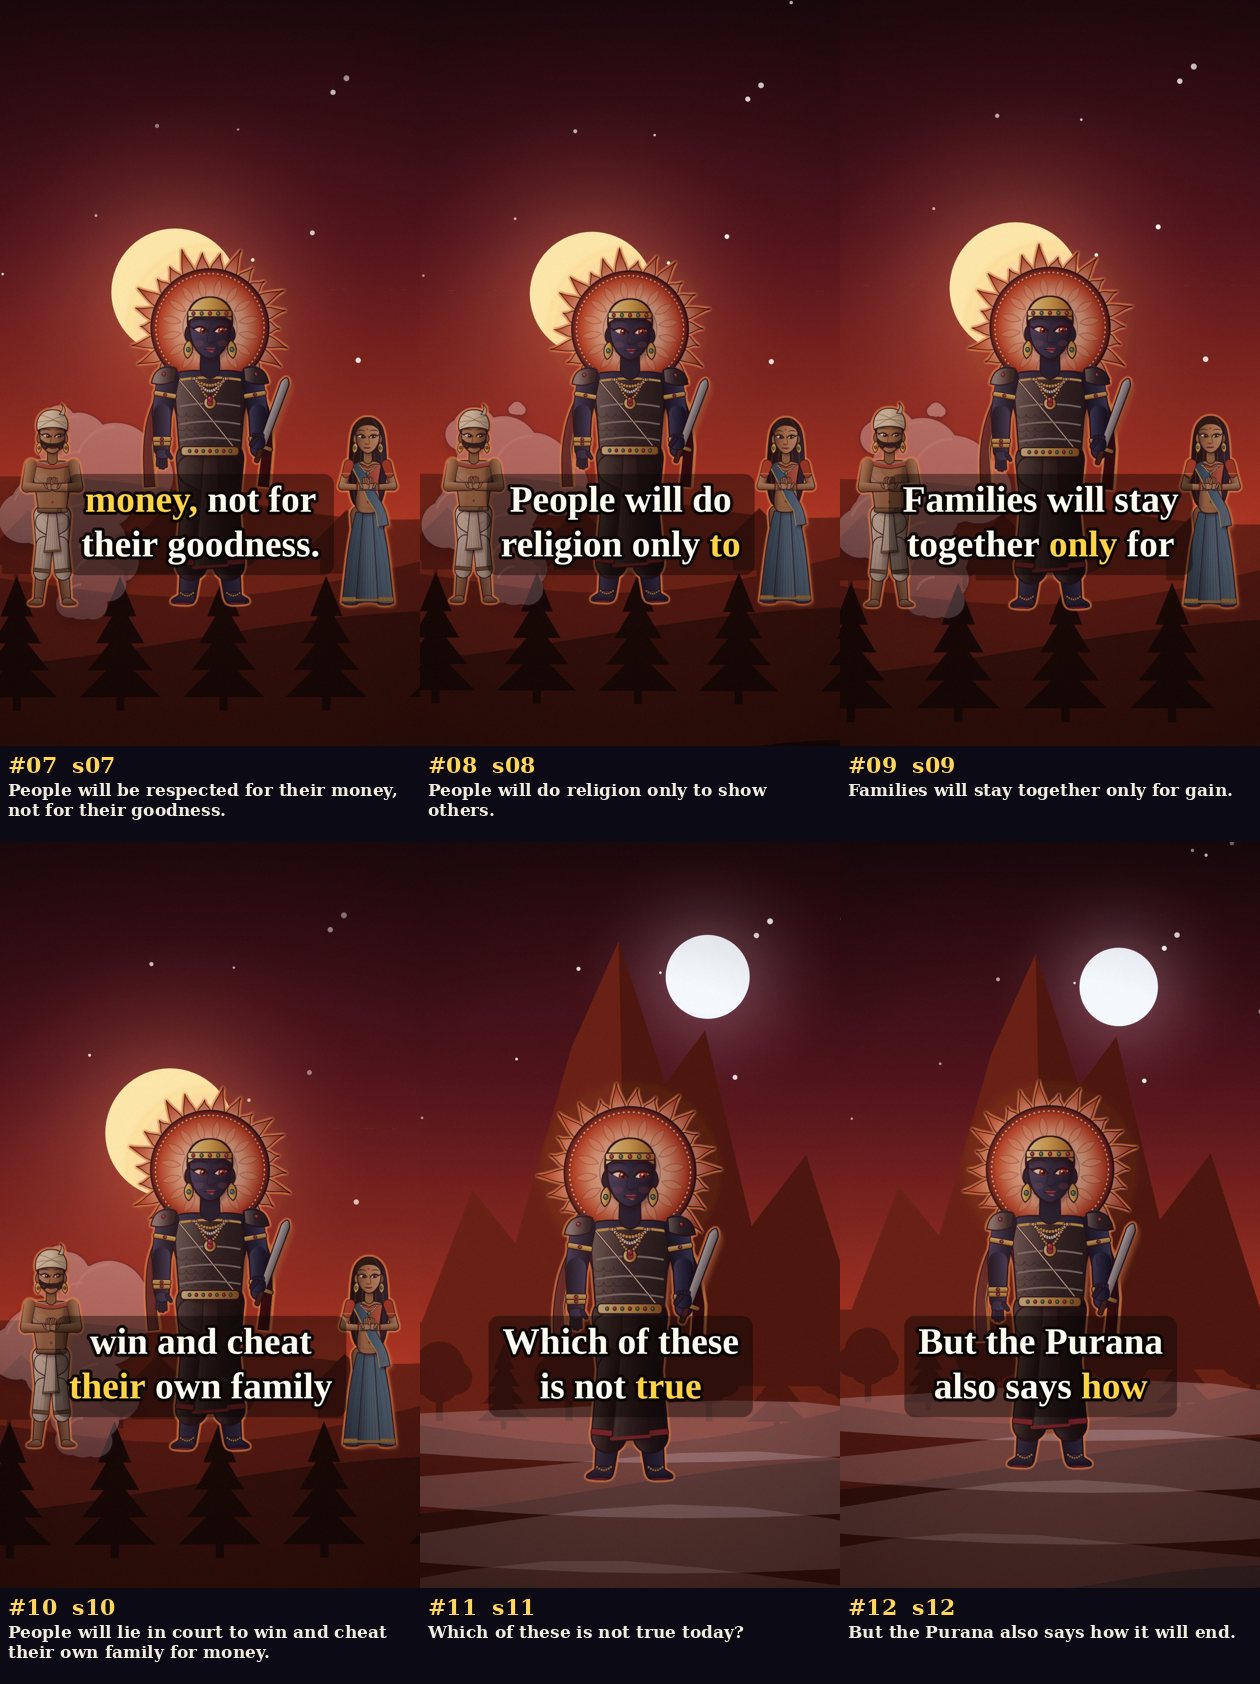 money, not for
their goodness.
People will do
religion only to
Families will stay
together only for
#07 s07
People will be respected for their money,
not for their goodness.
#08 s08
People will do religion only to show
others.
#09 s09
Families will stay together only for gain.
win and cheat
their own family
Which of these
is not true
But the Purana
also says how
#10 s10
People will lie in court to win and cheat
their own family for money.
#11 s11
Which of these is not true today?
#12 s12
But the Purana also says how it will end.